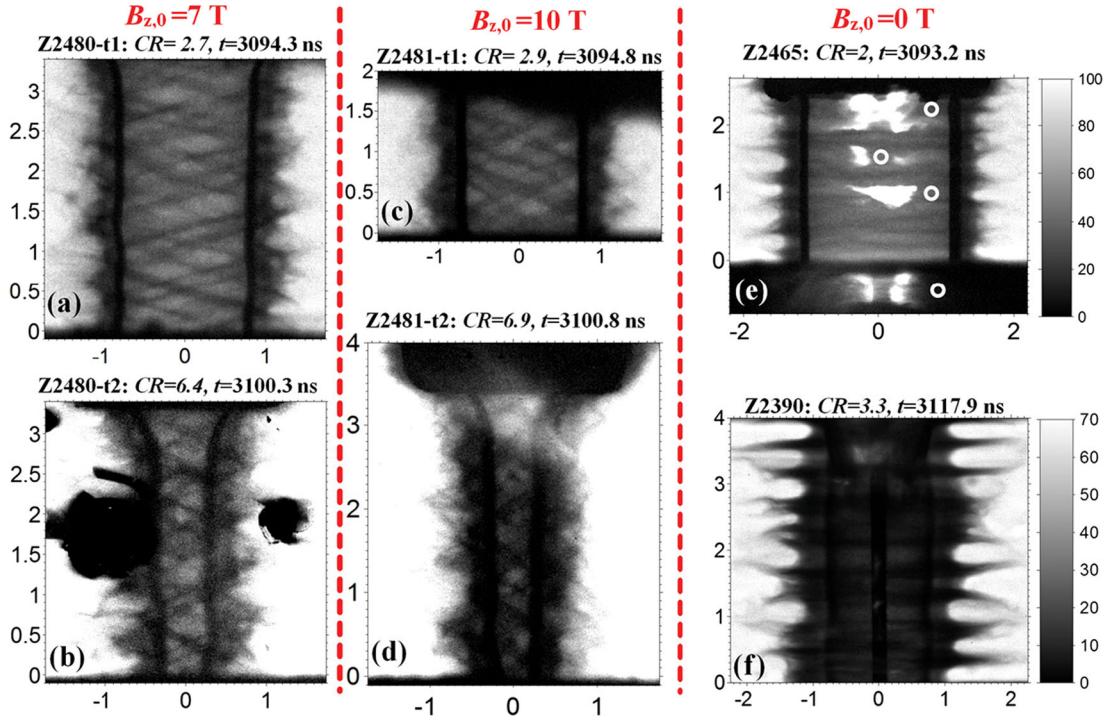 B_z,0 =7 T
B_z,0 =10 T
B_z,0=0 T
Z2480-t1: CR= 2.7, t=3094.3 ns
3
2.5
2
1.5
1
0.5
0
(a)
-1 0 1
Z2480-t2: CR=6.4, t=3100.3 ns
3
2.5
2
1.5
1
0.5
0
(b)
-1 0 1
Z2481-t1: CR= 2.9, t=3094.8 ns
2
1.5
1
0.5
0
(c)
-1 0 1
Z2481-t2: CR=6.9, t=3100.8 ns
4
3
2
1
0
(d)
-1 0 1
Z2465: CR=2, t=3093.2 ns
2
1
0
(e)
-2 -1 0 1 2
100
80
60
40
20
0
Z2390: CR=3.3, t=3117.9 ns
4
3
2
1
0
(f)
-2 -1 0 1 2
70
60
50
40
30
20
10
0